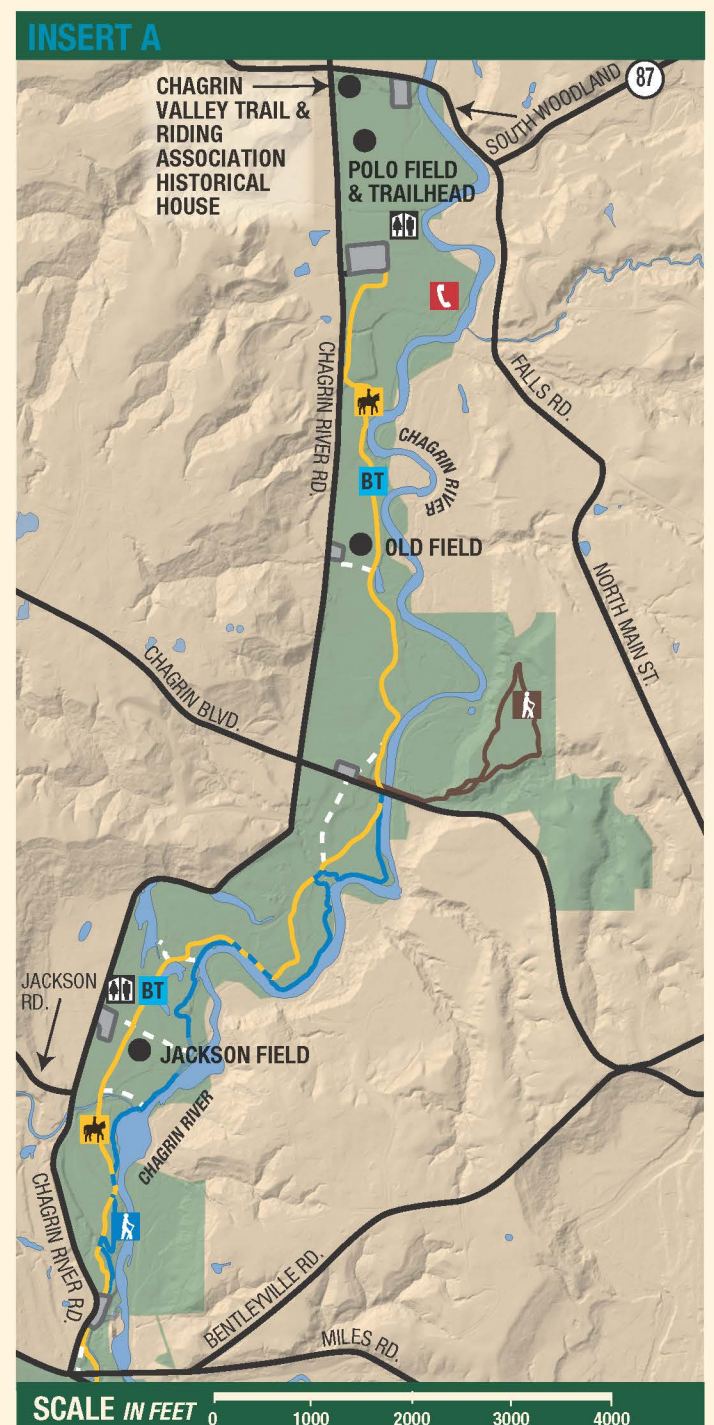 INSERT A
CHAGRIN
VALLEY TRAIL &
RIDING
ASSOCIATION
HISTORICAL
HOUSE
87
SOUTH WOODLAND
POLO FIELD
& TRAILHEAD
CHAGRIN RIVER RD.
FALLS RD.
CHAGRIN
RIVER
BT
OLD FIELD
NORTH MAIN ST.
CHAGRIN BLVD.
JACKSON
RD.
BT
JACKSON FIELD
CHAGRIN RIVER
CHAGRIN RIVER RD.
BENTLEYVILLE RD.
MILES RD.
SCALE IN FEET 0 1000 2000 3000 4000